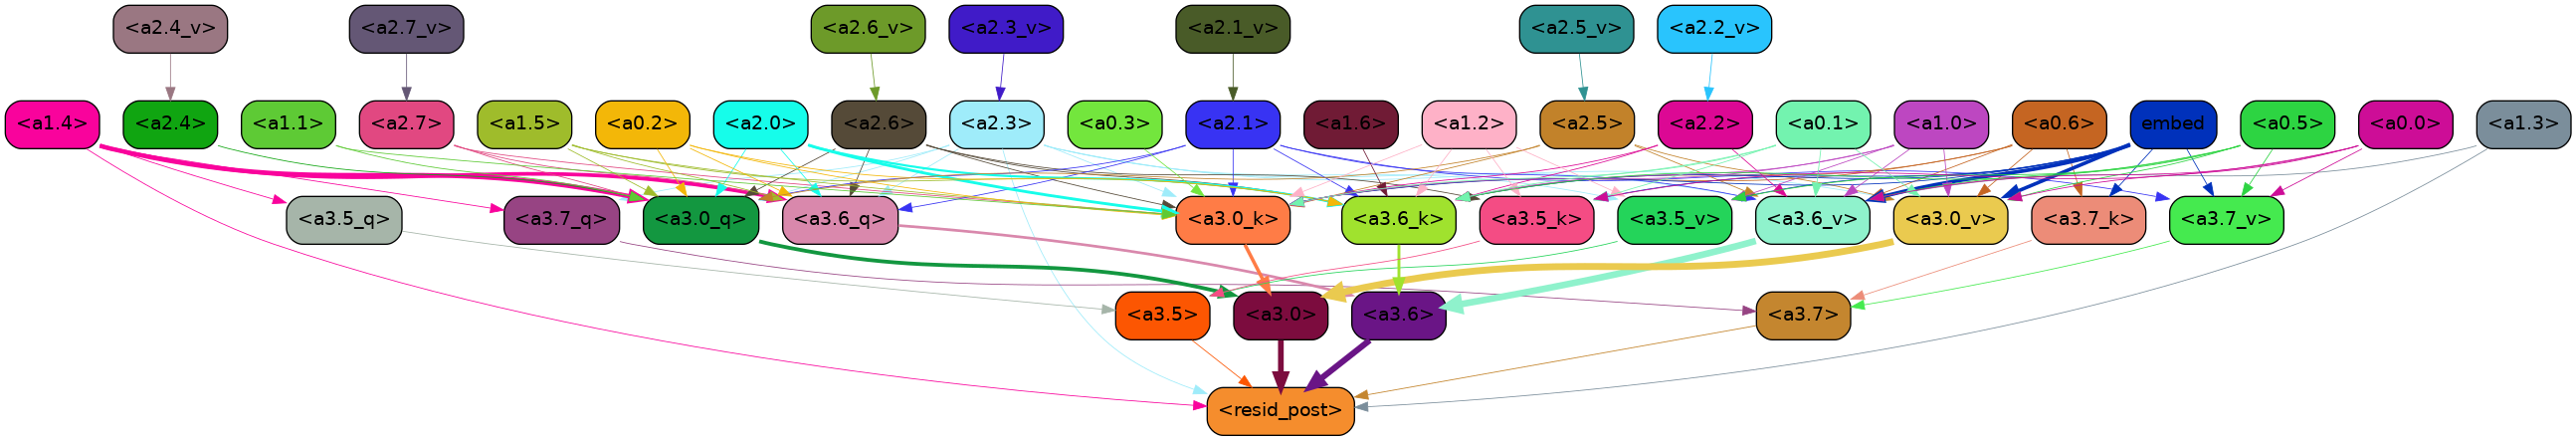 <a2.4_v> <a2.7_v> <a2.6_v> <a2.3_v> <a2.1_v> <a2.5_v> <a2.2_v>
<a1.4> <a2.4> <a1.1> <a2.7> <a1.5> <a0.2> <a2.0> <a2.6> <a2.3> <a0.3> <a2.1> <a1.6> <a1.2> <a2.5> <a2.2> <a0.1> <a1.0> <a0.6> embed <a0.5> <a0.0> <a1.3>
<a3.5_q> <a3.7_q> <a3.0_q> <a3.6_q> <a3.0_k> <a3.6_k> <a3.5_k> <a3.5_v> <a3.6_v> <a3.0_v> <a3.7_k> <a3.7_v>
<a3.5> <a3.0> <a3.6> <a3.7>
<resid_post>